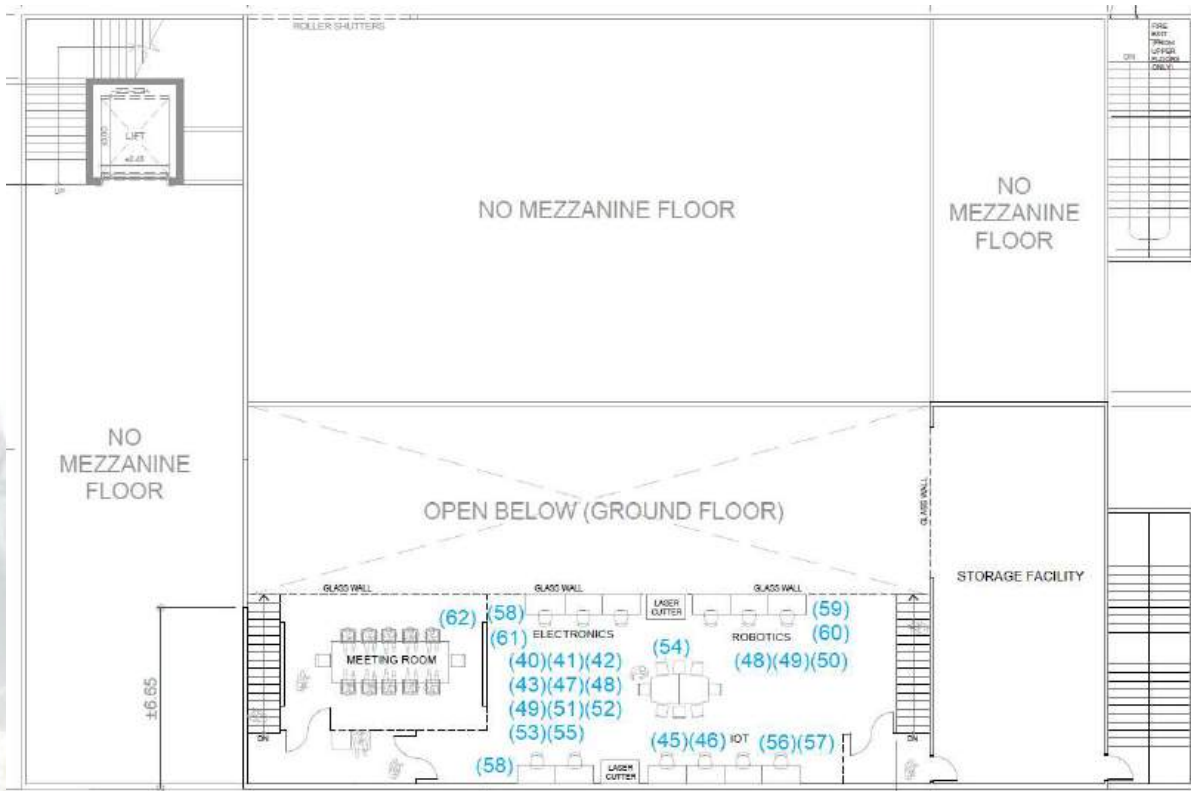 ROLLER SHUTTERS
FIRE
EXIT
(FROM
UPPER
FLOORS
ONLY)
DN
LIFT
UP
NO MEZZANINE FLOOR
NO
MEZZANINE
FLOOR
NO
MEZZANINE
FLOOR
OPEN BELOW (GROUND FLOOR)
GLASS WALL
STORAGE FACILITY
GLASS WALL
GLASS WALL
GLASS WALL
±6.65
(62)
(58)
(61)
LASER
CUTTER
(59)
(60)
ELECTRONICS
ROBOTICS
MEETING ROOM
(40)(41)(42)
(43)(47)(48)
(49)(51)(52)
(53)(55)
(54)
(48)(49)(50)
DN
DN
(45)(46)
IOT
(56)(57)
(58)
LASER
CUTTER